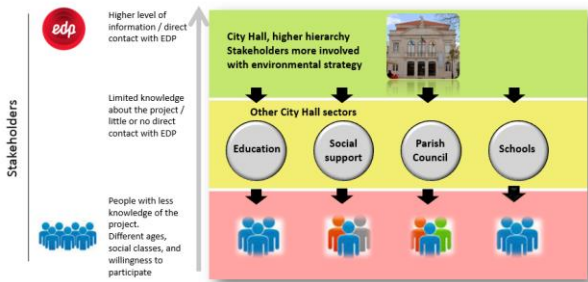 Stakeholders
edp
Higher level of
information / direct
contact with EDP
Limited knowledge
about the project /
little or no direct
contact with EDP
People with less
knowledge of the
project.
Different ages,
social classes, and
willingness to
participate
City Hall, higher hierarchy
Stakeholders more involved
with environmental strategy
Other City Hall sectors
Education
Social
support
Parish
Council
Schools